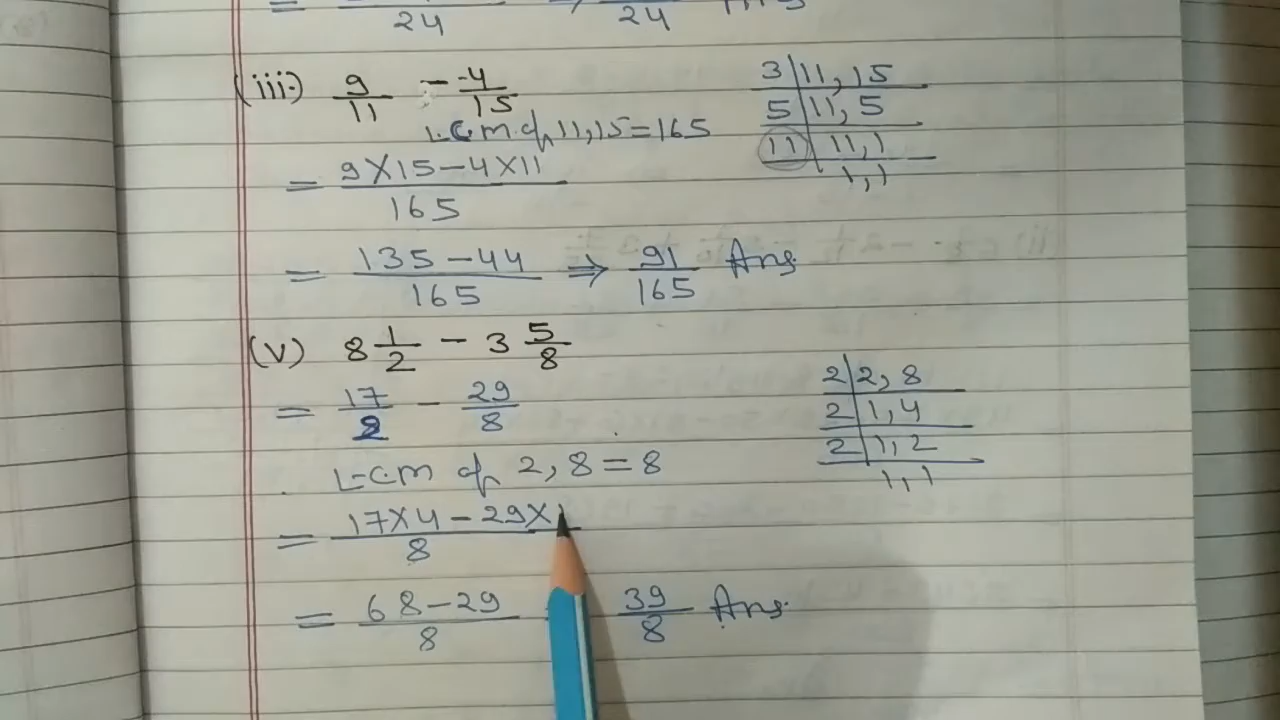 = 24 ⇒ 24
(iii) 9/11 - -4/15
L.C.m. of 11, 15 = 165
3 | 11, 15
5 | 11, 5
11 | 11, 1
1, 1
= 9×15-4×11/165
= 135-44/165 ⇒ 91/165 Ans
(v) 8 1/2 - 3 5/8
= 17/2 - 29/8
2 | 2, 8
2 | 1, 4
2 | 1, 2
1, 1
L.C.m of 2, 8 = 8
= 17×4-29×1/8
= 68-29/8 39/8 Ans.